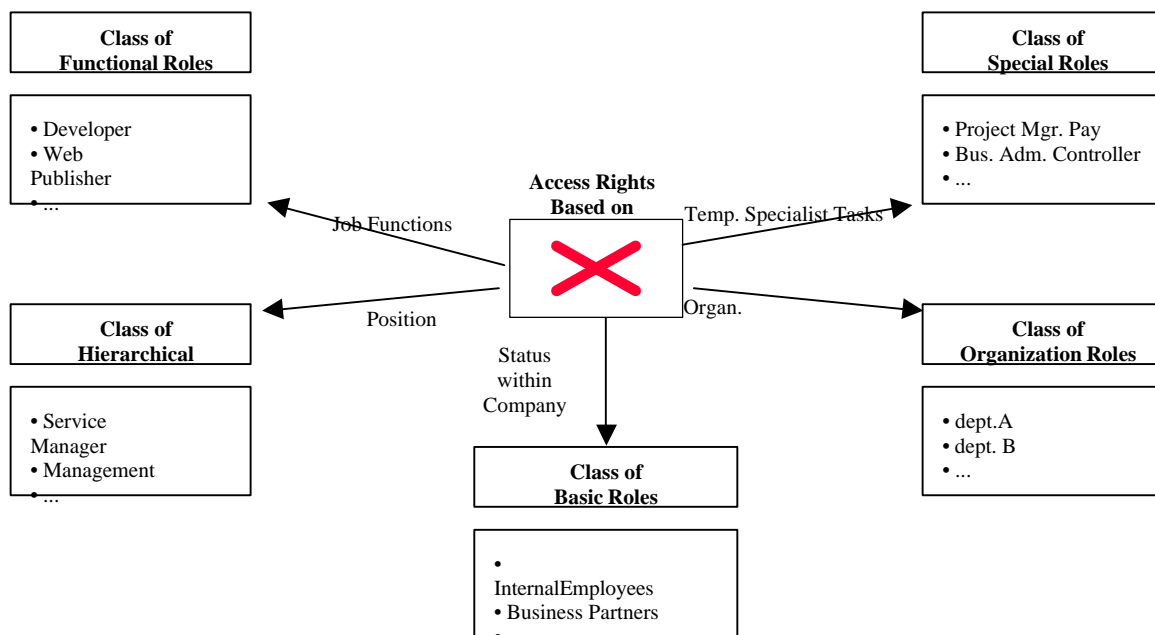 Class of
Functional Roles
• Developer
• Web
Publisher
• ...
Class of
Special Roles
• Project Mgr. Pay
• Bus. Adm. Controller
• ...
Access Rights
Based on
Job Functions
Temp. Specialist Tasks
Position
Organ.
Status
within
Company
Class of
Hierarchical
• Service
Manager
• Management
• ...
Class of
Organization Roles
• dept.A
• dept. B
• ...
Class of
Basic Roles
•
InternalEmployees
• Business Partners
•